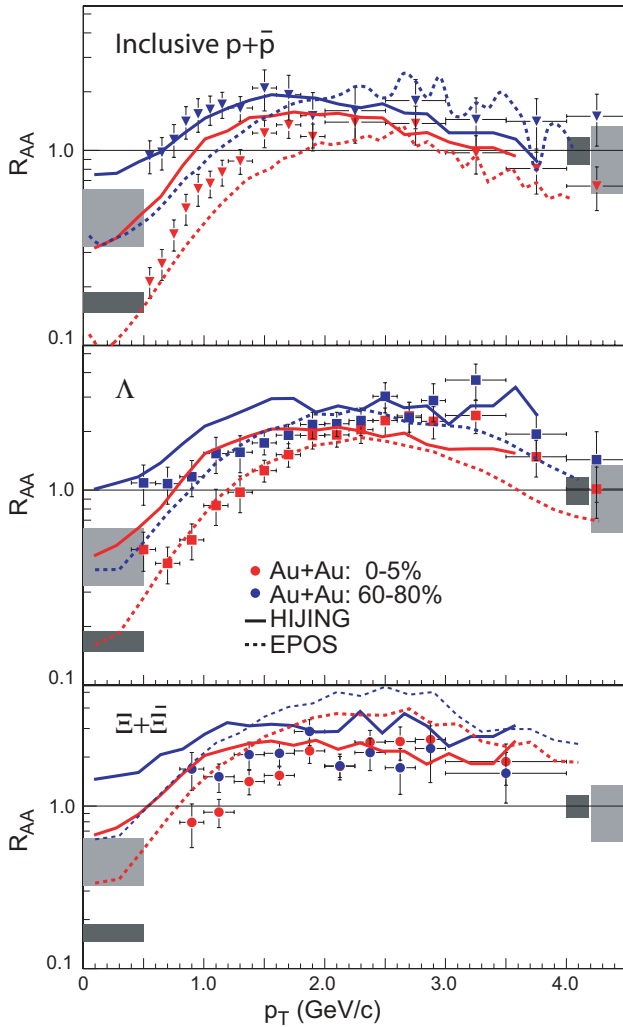 Inclusive p+p̄
R_AA
1.0
0.1
Λ
R_AA
1.0
Au+Au: 0-5%
Au+Au: 60-80%
HIJING
EPOS
0.1
Ξ+Ξ̄
R_AA
1.0
0.1
0 1.0 2.0 3.0 4.0
p_T (GeV/c)